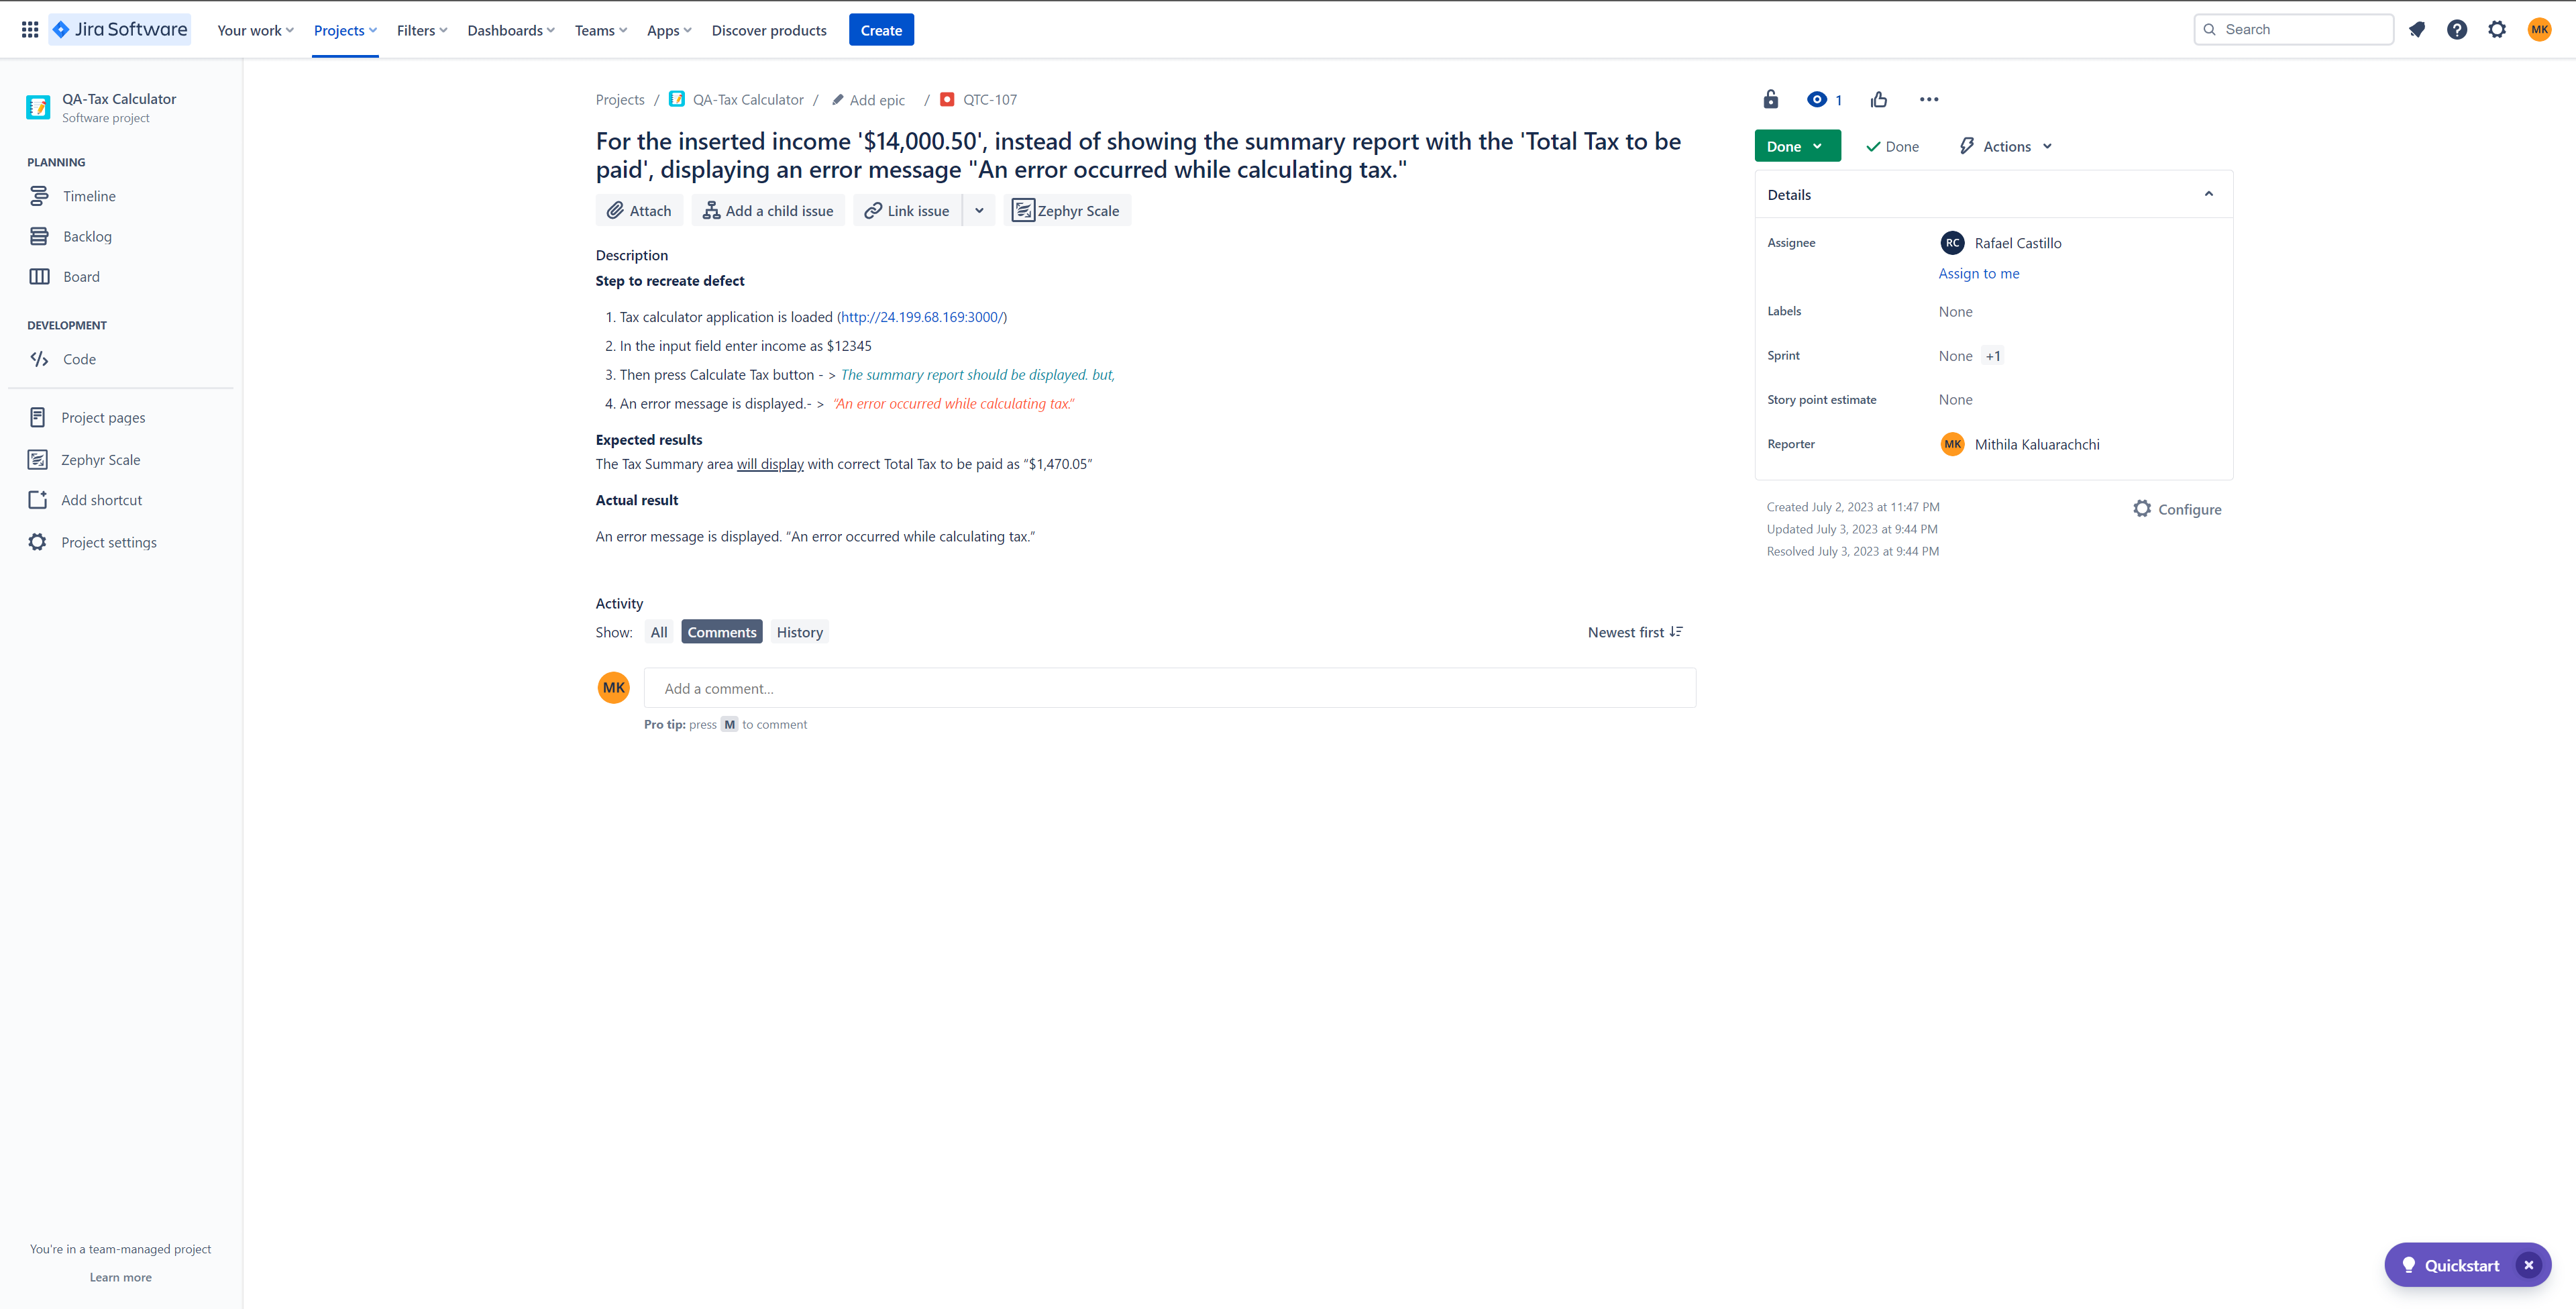 Jira Software Your work Projects Filters Dashboards Teams Apps Discover products Create Search MK
QA-Tax Calculator
Software project
PLANNING
Timeline
Backlog
Board
DEVELOPMENT
Code
Project pages
Zephyr Scale
Add shortcut
Project settings
You're in a team-managed project
Learn more
Projects / QA-Tax Calculator / Add epic / QTC-107
For the inserted income '$14,000.50', instead of showing the summary report with the 'Total Tax to be
paid', displaying an error message "An error occurred while calculating tax."
Attach Add a child issue Link issue Zephyr Scale
Description
Step to recreate defect
1. Tax calculator application is loaded (http://24.199.68.169:3000/)
2. In the input field enter income as $12345
3. Then press Calculate Tax button - > The summary report should be displayed. but,
4. An error message is displayed.- > “An error occurred while calculating tax.”
Expected results
The Tax Summary area will display with correct Total Tax to be paid as “$1,470.05”
Actual result
An error message is displayed. “An error occurred while calculating tax.”
Activity
Show: All Comments History Newest first
MK Add a comment...
Pro tip: press M to comment
1
Done Done Actions
Details
Assignee RC Rafael Castillo
Assign to me
Labels None
Sprint None +1
Story point estimate None
Reporter MK Mithila Kaluarachchi
Created July 2, 2023 at 11:47 PM Configure
Updated July 3, 2023 at 9:44 PM
Resolved July 3, 2023 at 9:44 PM
Quickstart